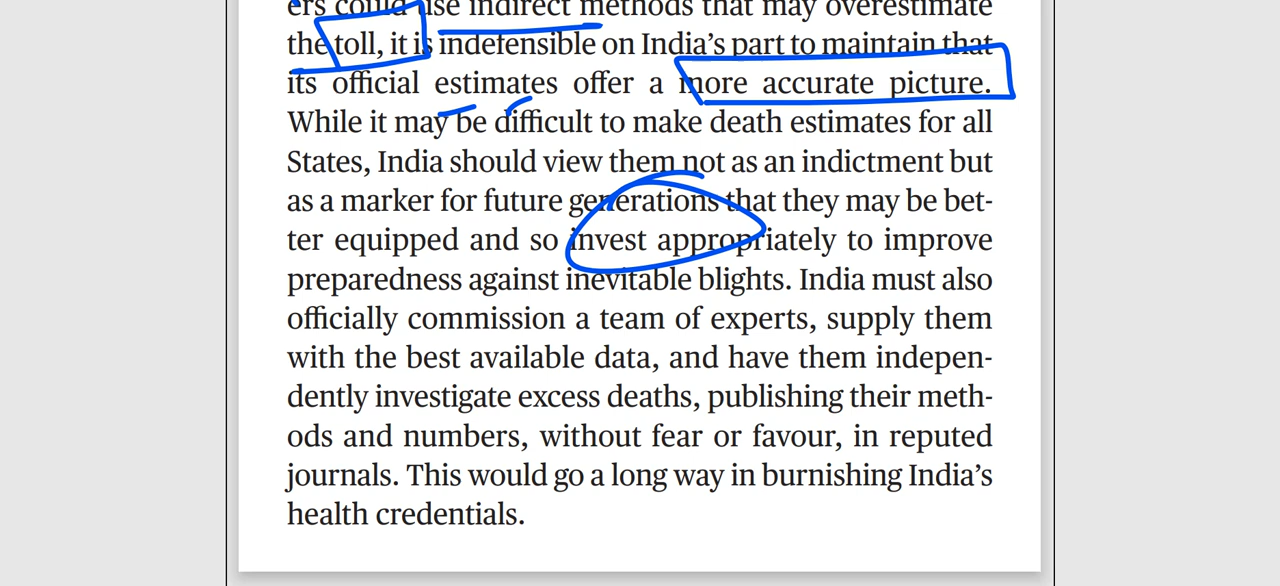 ers could use indirect methods that may overestimate
the toll, it is indefensible on India's part to maintain that
its official estimates offer a more accurate picture.
While it may be difficult to make death estimates for all
States, India should view them not as an indictment but
as a marker for future generations that they may be bet-
ter equipped and so invest appropriately to improve
preparedness against inevitable blights. India must also
officially commission a team of experts, supply them
with the best available data, and have them indepen-
dently investigate excess deaths, publishing their meth-
ods and numbers, without fear or favour, in reputed
journals. This would go a long way in burnishing India's
health credentials.